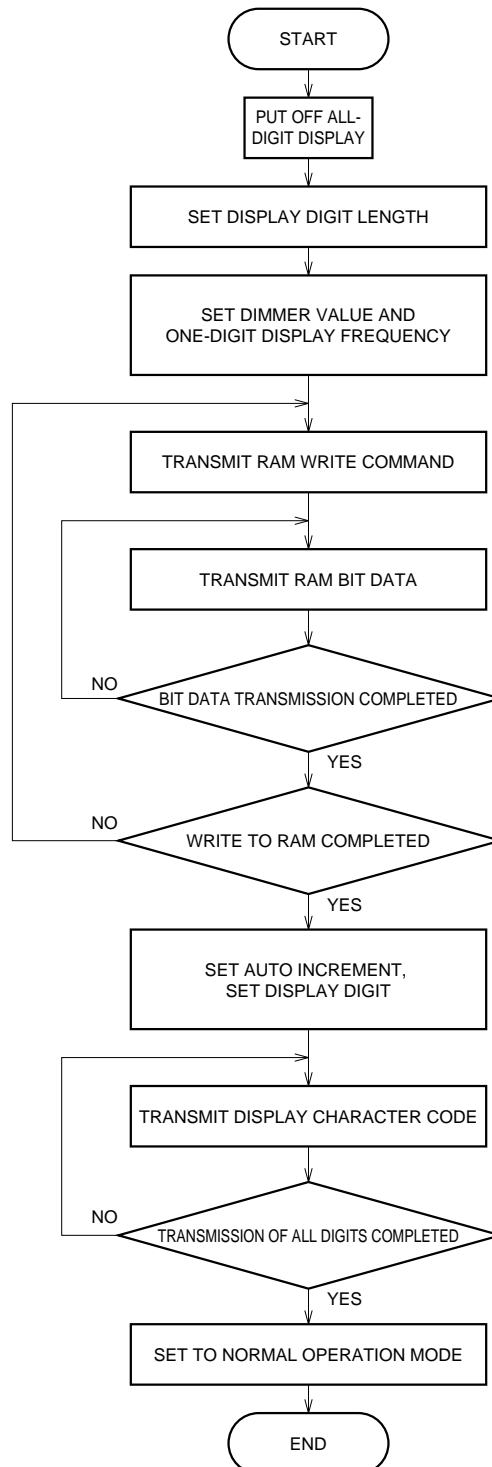 START
PUT OFF ALL-
DIGIT DISPLAY
SET DISPLAY DIGIT LENGTH
SET DIMMER VALUE AND
ONE-DIGIT DISPLAY FREQUENCY
TRANSMIT RAM WRITE COMMAND
TRANSMIT RAM BIT DATA
NO
BIT DATA TRANSMISSION COMPLETED
YES
NO
WRITE TO RAM COMPLETED
YES
SET AUTO INCREMENT,
SET DISPLAY DIGIT
TRANSMIT DISPLAY CHARACTER CODE
NO
TRANSMISSION OF ALL DIGITS COMPLETED
YES
SET TO NORMAL OPERATION MODE
END